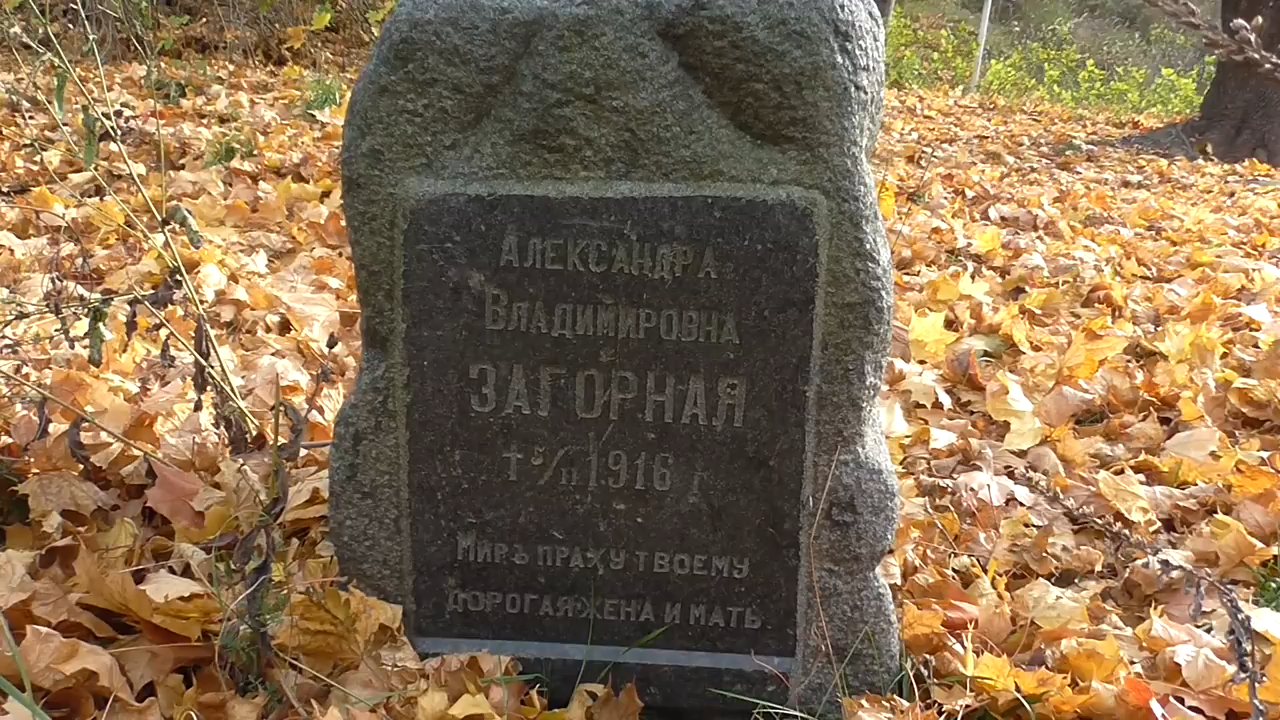 Александра
Владимировна
ЗАГОРНАЯ
† 5/II 1916 г
Миръ праху твоему
дорогая жена и мать.